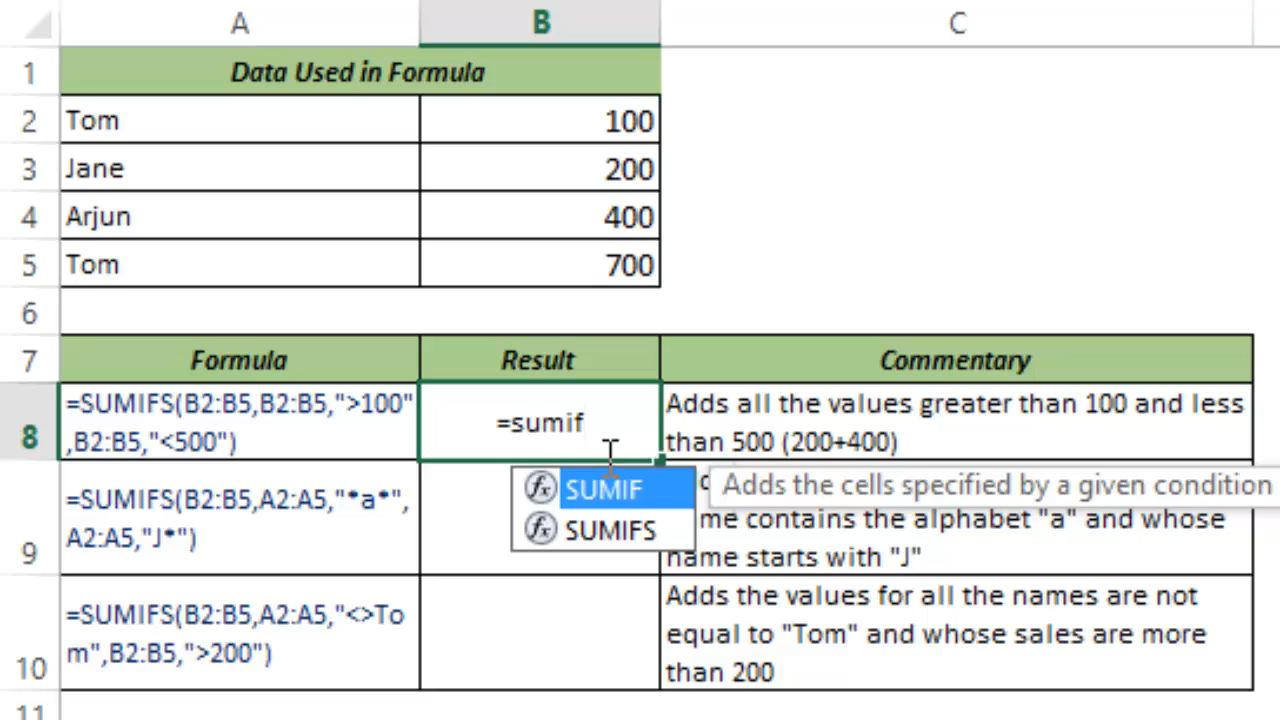 A B C
1 Data Used in Formula
2 Tom 100
3 Jane 200
4 Arjun 400
5 Tom 700
6
7 Formula Result Commentary
8
=SUMIFS(B2:B5,B2:B5,">100"
,B2:B5,"<500")
=sumif
Adds all the values greater than 100 and less
than 500 (200+400)
SUMIF
SUMIFS
Adds the cells specified by a given condition
9
=SUMIFS(B2:B5,A2:A5,"*a*",
A2:A5,"J*")
contains the alphabet "a" and whose
name starts with "J"
10
=SUMIFS(B2:B5,A2:A5,"<>To
m",B2:B5,">200")
Adds the values for all the names are not
equal to "Tom" and whose sales are more
than 200
11